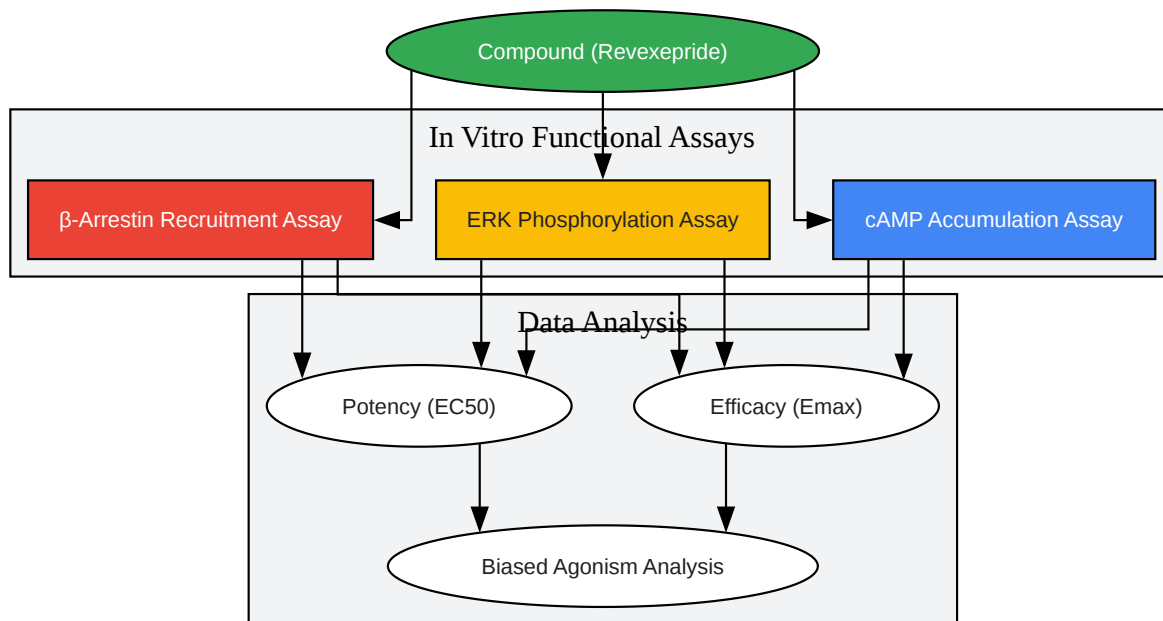 Compound (Revexepride)
In Vitro Functional Assays
β-Arrestin Recruitment Assay
ERK Phosphorylation Assay
cAMP Accumulation Assay
Data Analysis
Potency (EC50)
Efficacy (Emax)
Biased Agonism Analysis